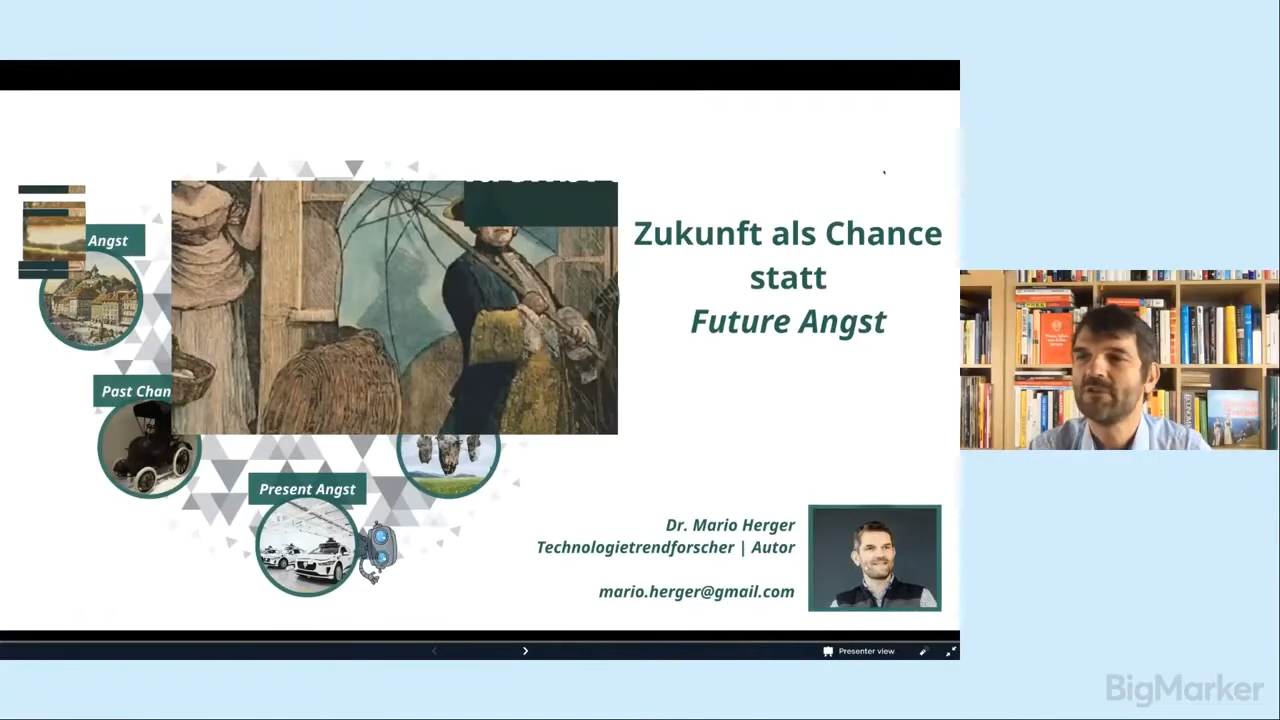 Angst
Past Chan
Present Angst
Zukunft als Chance
statt
Future Angst
Dr. Mario Herger
Technologietrendforscher | Autor
mario.herger@gmail.com
Presenter view
BigMarker